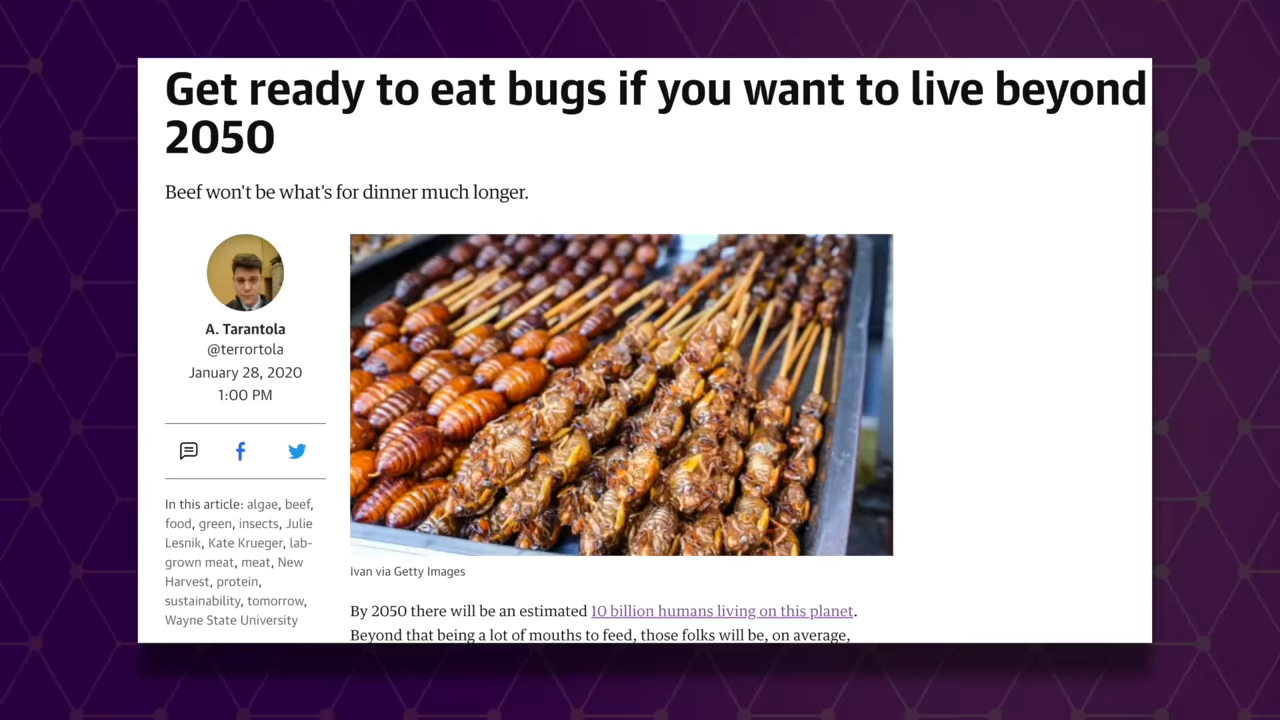 Get ready to eat bugs if you want to live beyond
2050
Beef won't be what's for dinner much longer.
A. Tarantola
@terrortola
January 28, 2020
1:00 PM
In this article: algae, beef,
food, green, insects, Julie
Lesnik, Kate Krueger, lab-
grown meat, meat, New
Harvest, protein,
sustainability, tomorrow,
Wayne State University
Ivan via Getty Images
By 2050 there will be an estimated 10 billion humans living on this planet.
Beyond that being a lot of mouths to feed, those folks will be, on average,